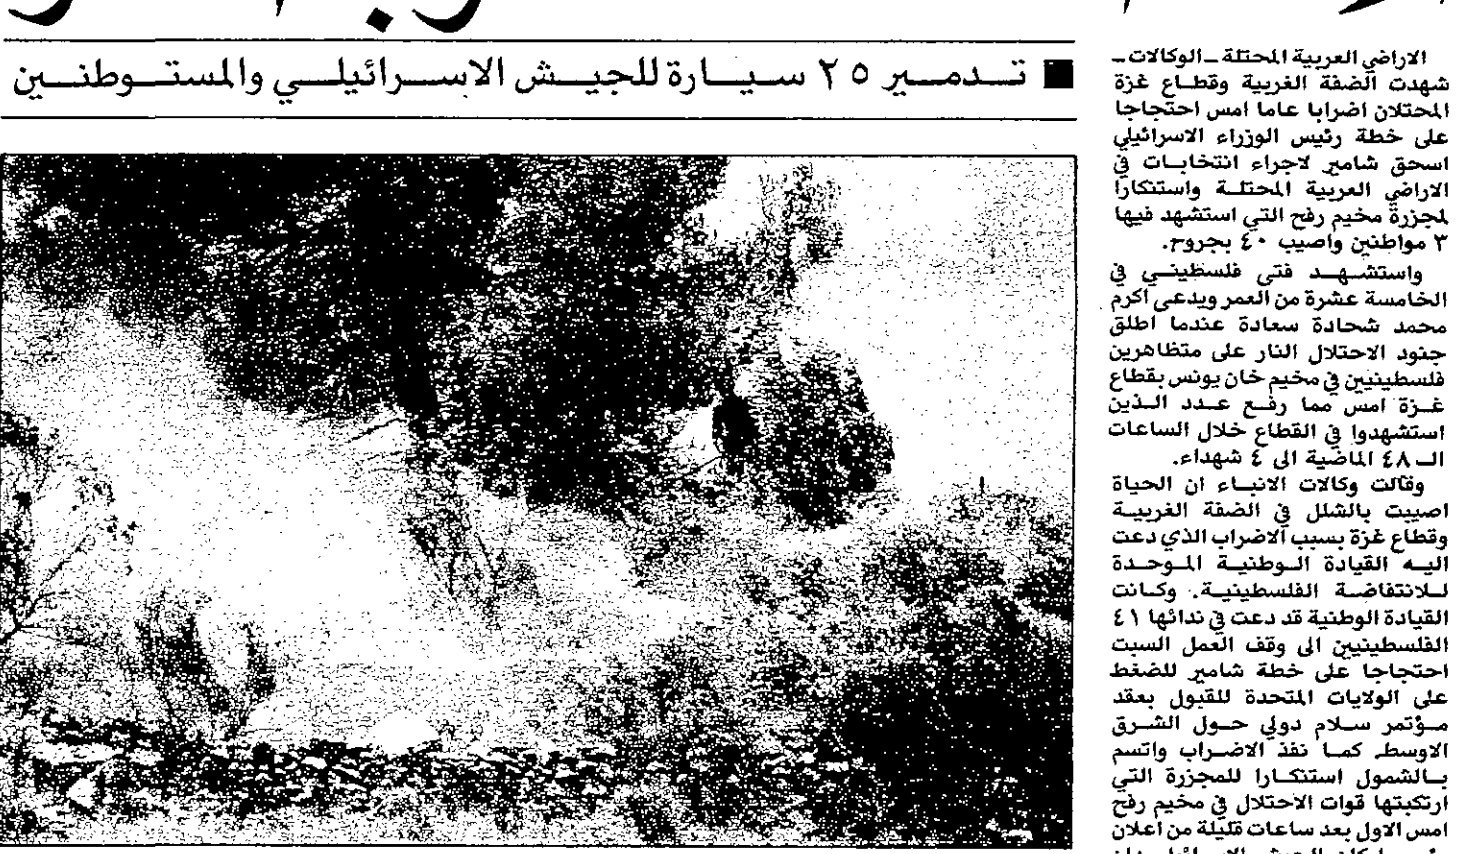 ■ تـدمـير ٢٥ سيـارة للجيـش الاسـرائيلـي والمستـوطنـين
الاراضي العربية المحتلة ـ الوكالات ـ
شهدت الضفة الغربية وقطاع غزة
المحتلان اضرابا عاما امس احتجاجا
على خطة رئيس الوزراء الاسرائيلي
اسحق شامير لاجراء انتخابات في
الاراضي العربية المحتلة واستنكارا
لمجزرة مخيم رفح التي استشهد فيها
٣ مواطنين واصيب ٤٠ بجروح.
واستشهد فتى فلسطيني في
الخامسة عشرة من العمر ويدعى اكرم
محمد شحادة سعادة عندما اطلق
جنود الاحتلال النار على متظاهرين
فلسطينيين في مخيم خان يونس بقطاع
غزة امس مما رفع عدد الذين
استشهدوا في القطاع خلال الساعات
الـ ٤٨ الماضية الى ٤ شهداء.
وقالت وكالات الانباء ان الحياة
اصيبت بالشلل في الضفة الغربية
وقطاع غزة بسبب الاضراب الذي دعت
اليه القيادة الوطنية الموحدة
للانتفاضة الفلسطينية. وكانت
القيادة الوطنية قد دعت في ندائها ٤١
الفلسطينيين الى وقف العمل السبت
احتجاجا على خطة شامير للضغط
على الولايات المتحدة للقبول بعقد
مؤتمر سلام دولي حول الشرق
الاوسط. كما نفذ الاضراب واتسم
بالشمول استنكارا للمجزرة التي
ارتكبتها قوات الاحتلال في مخيم رفح
امس الاول بعد ساعات قليلة من اعلان